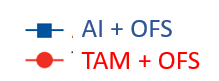 AI + OFS
TAM + OFS